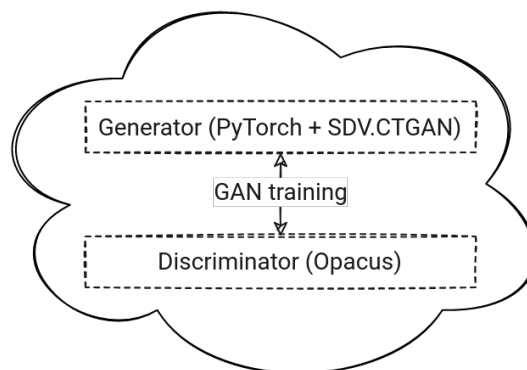 Generator (PyTorch + SDV.CTGAN)
GAN training
Discriminator (Opacus)